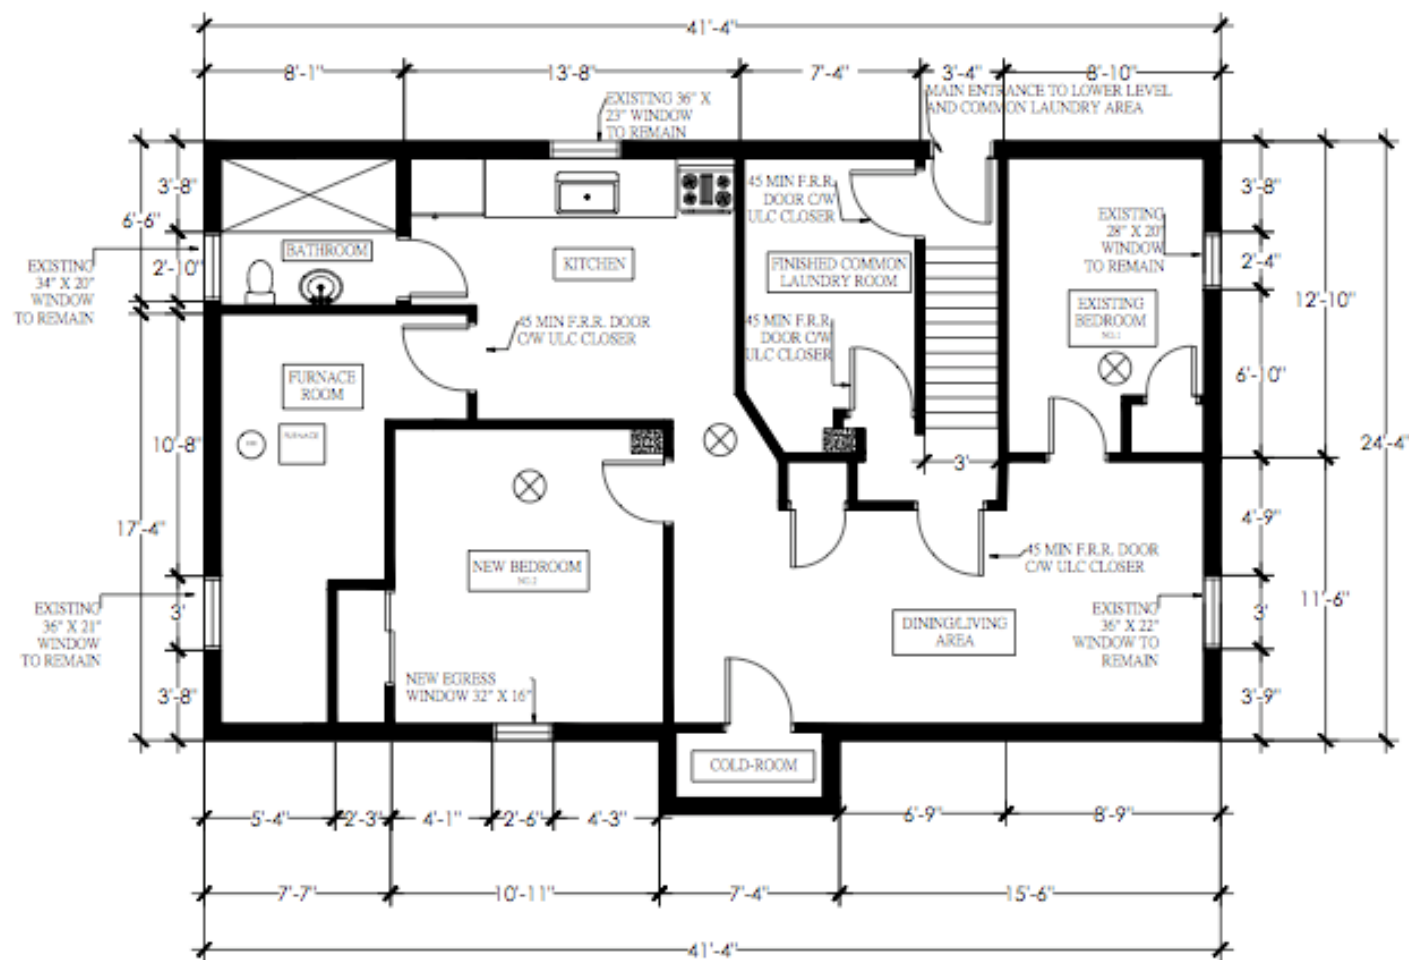 41'-4"
8'-1"
13'-8"
7'-4"
3'-4"
8'-10"
EXISTING 36" X
23" WINDOW
TO REMAIN
MAIN ENTRANCE TO LOWER LEVEL
AND COMMON LAUNDRY AREA
3'-8"
6'-6"
2'-10"
EXISTING
34" X 20"
WINDOW
TO REMAIN
BATHROOM
KITCHEN
45 MIN F.R.R.
DOOR C/W
ULC CLOSER
FINISHED COMMON
LAUNDRY ROOM
45 MIN F.R.R.
DOOR C/W
ULC CLOSER
EXISTING
28" X 20"
WINDOW
TO REMAIN
EXISTING
BEDROOM
NO.1
3'-8"
2'-4"
12'-10"
6'-10"
24'-4"
45 MIN F.R.R. DOOR
C/W ULC CLOSER
FURNACE
ROOM
FURNACE
10'-8"
17'-4"
3'
3'-8"
EXISTING
36" X 21"
WINDOW
TO REMAIN
NEW BEDROOM
NO.2
NEW EGRESS
WINDOW 32" X 16"
3'
45 MIN F.R.R. DOOR
C/W ULC CLOSER
DINING/LIVING
AREA
EXISTING
36" X 22"
WINDOW TO
REMAIN
4'-9"
11'-6"
3'
3'-9"
COLD-ROOM
5'-4"
2'-3"
4'-1"
2'-6"
4'-3"
6'-9"
8'-9"
7'-7"
10'-11"
7'-4"
15'-6"
41'-4"